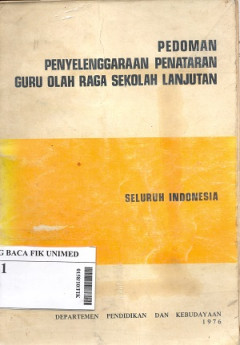 PEDOMAN
PENYELENGGARAAN PENATARAN
GURU OLAH RAGA SEKOLAH LANJUTAN
SELURUH INDONESIA
G BACA FIK UNIMED
1
DEPARTEMEN PENDIDIKAN DAN KEBUDAYAAN
1976